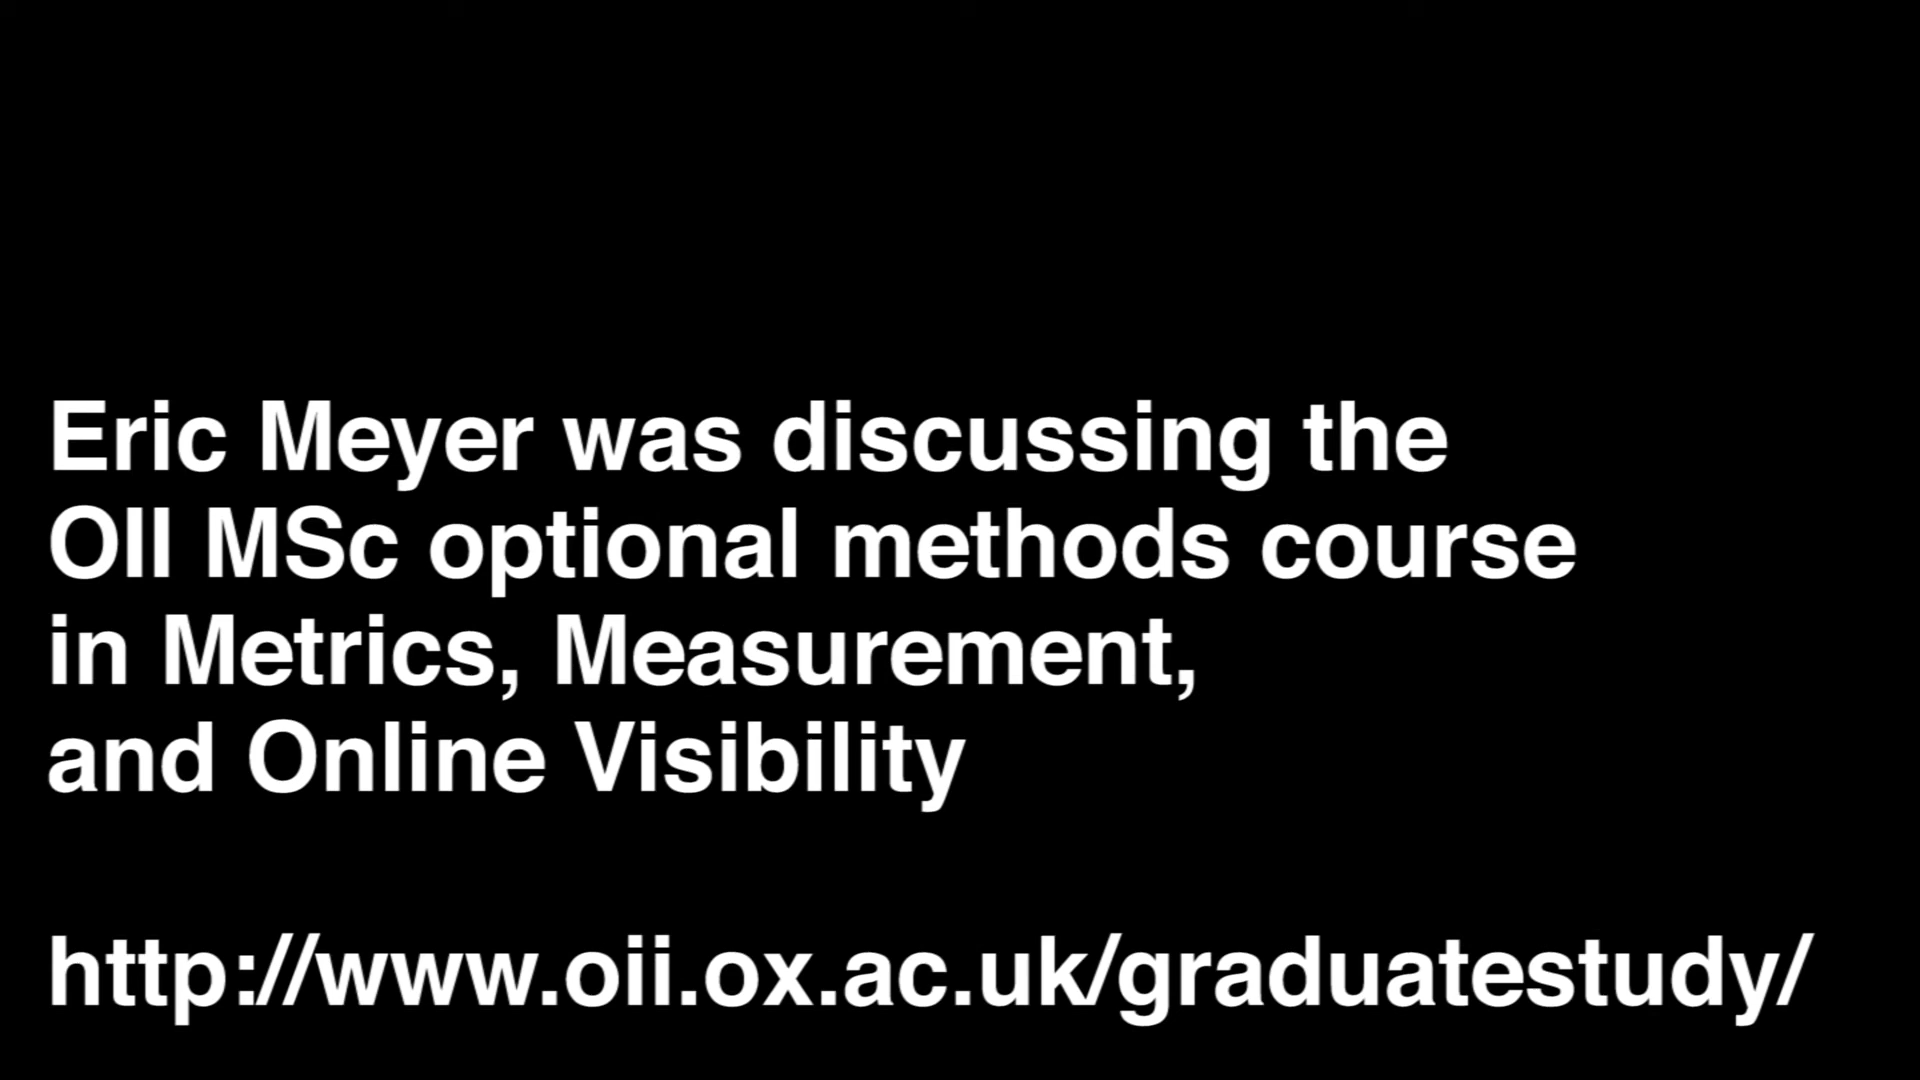 Eric Meyer was discussing the
OII MSc optional methods course
in Metrics, Measurement,
and Online Visibility
http://www.oii.ox.ac.uk/graduatestudy/